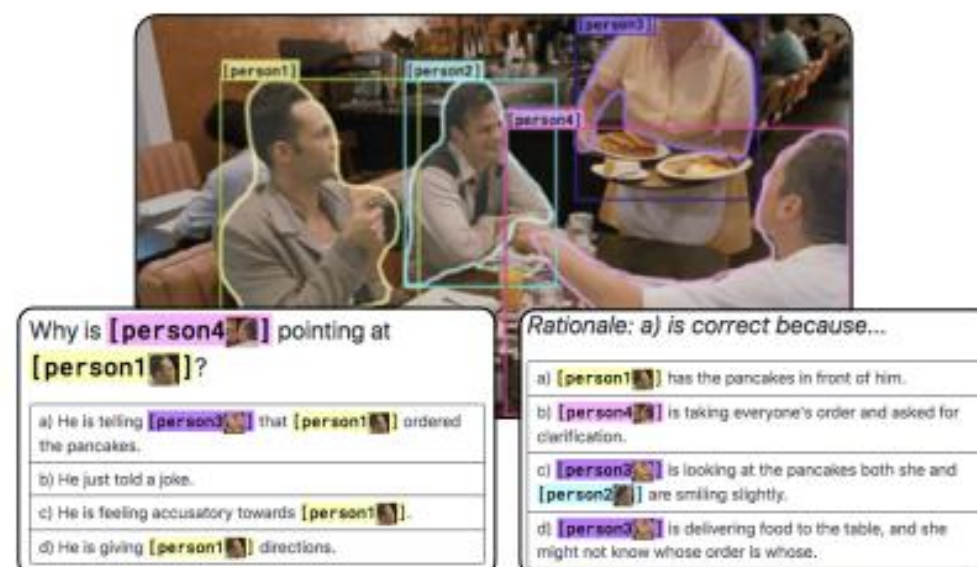 [person3]
[person1]
[person2]
[person4]
Why is [person4] pointing at
[person1]?
a) He is telling [person3] that [person1] ordered
the pancakes.
b) He just told a joke.
c) He is feeling accusatory towards [person1].
d) He is giving [person1] directions.
Rationale: a) is correct because...
a) [person1] has the pancakes in front of him.
b) [person4] is taking everyone's order and asked for
clarification.
c) [person3] is looking at the pancakes both she and
[person2] are smiling slightly.
d) [person3] is delivering food to the table, and she
might not know whose order is whose.